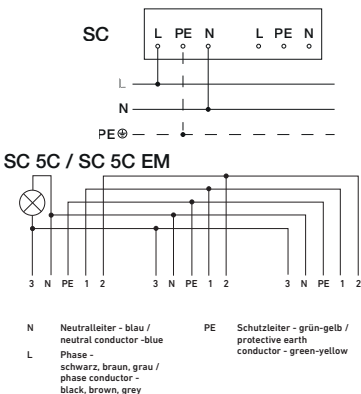 SC L PE N L PE N
L
N
PE
SC 5C / SC 5C EM
3 N PE 1 2 3 N PE 1 2 3 N PE 1 2
N Neutralleiter - blau /
neutral conductor -blue
L Phase -
schwarz, braun, grau /
phase conductor -
black, brown, grey
PE Schutzleiter - grün-gelb /
protective earth
conductor - green-yellow